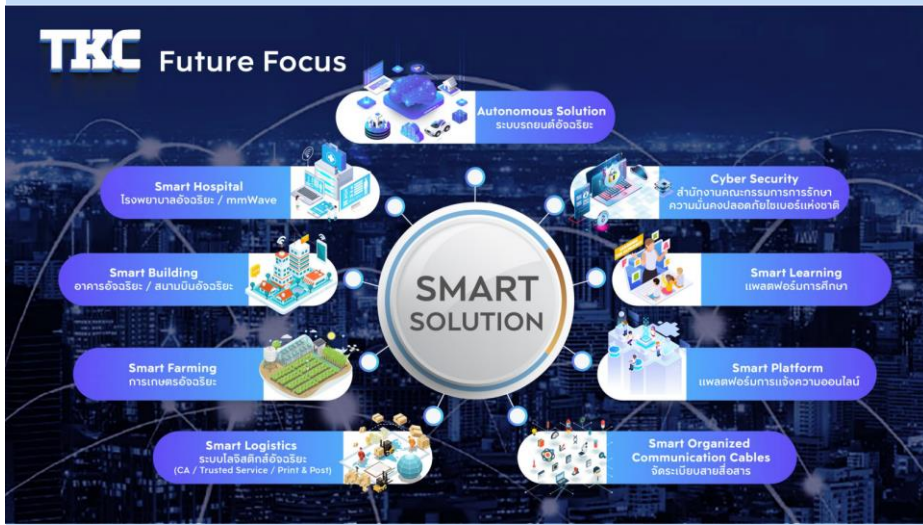 TKC Future Focus
Autonomous Solution
ระบบรถยนต์อัจฉริยะ
Smart Hospital
โรงพยาบาลอัจฉริยะ / mmWave
Cyber Security
สำนักงานคณะกรรมการการรักษา
ความมั่นคงปลอดภัยไซเบอร์แห่งชาติ
Smart Building
อาคารอัจฉริยะ / สนามบินอัจฉริยะ
SMART
SOLUTION
Smart Learning
แพลตฟอร์มการศึกษา
Smart Farming
การเกษตรอัจฉริยะ
Smart Platform
แพลตฟอร์มการแจ้งความออนไลน์
Smart Logistics
ระบบโลจิสติกส์อัจฉริยะ
(CA / Trusted Service / Print & Post)
Smart Organized
Communication Cables
จัดระเบียบสายสื่อสาร